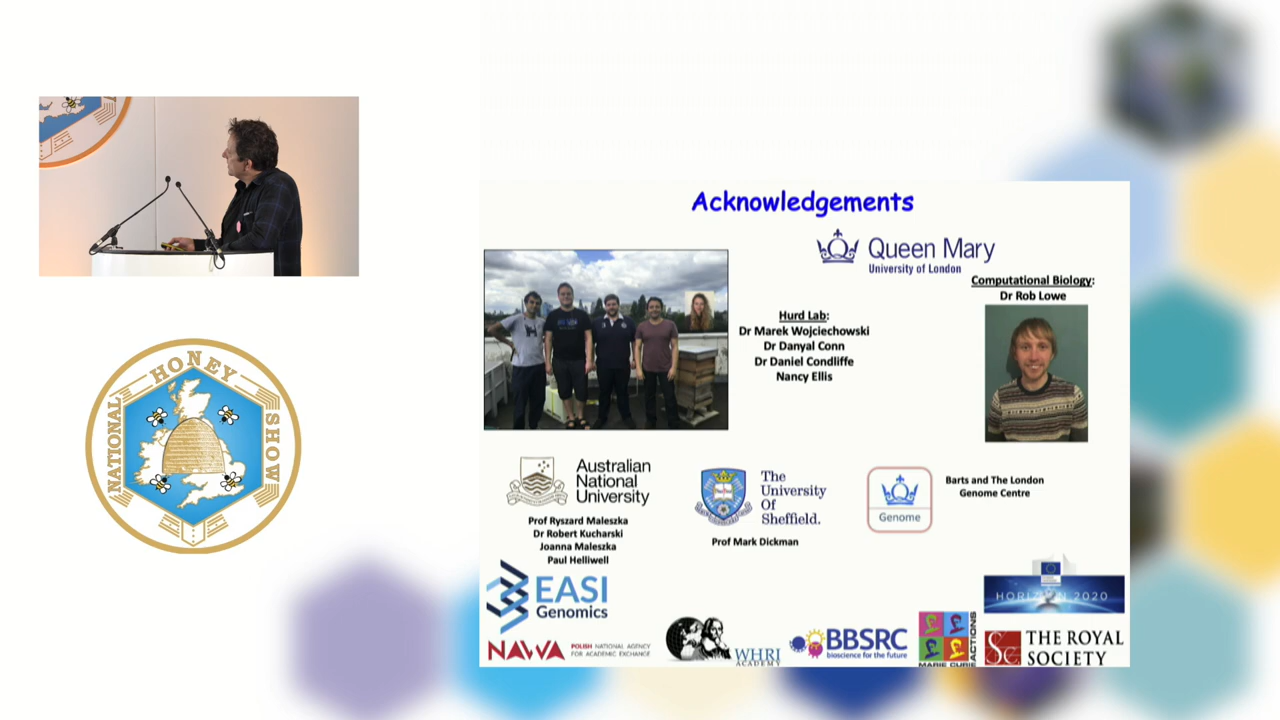 NATIONAL
HONEY
SHOW
Acknowledgements
Queen Mary
University of London
Computational Biology:
Dr Rob Lowe
Hurd Lab:
Dr Marek Wojciechowski
Dr Danyal Conn
Dr Daniel Condliffe
Nancy Ellis
Australian
National
University
Prof Ryszard Maleszka
Dr Robert Kucharski
Joanna Maleszka
Paul Helliwell
The
University
Of
Sheffield.
Prof Mark Dickman
Genome
Barts and The London
Genome Centre
EASI
Genomics
NAWA
POLISH NATIONAL AGENCY
FOR ACADEMIC EXCHANGE
WHRI
ACADEMY
BBSRC
bioscience for the future
MARIE CURIE
ACTIONS
HORIZON 2020
THE ROYAL
SOCIETY